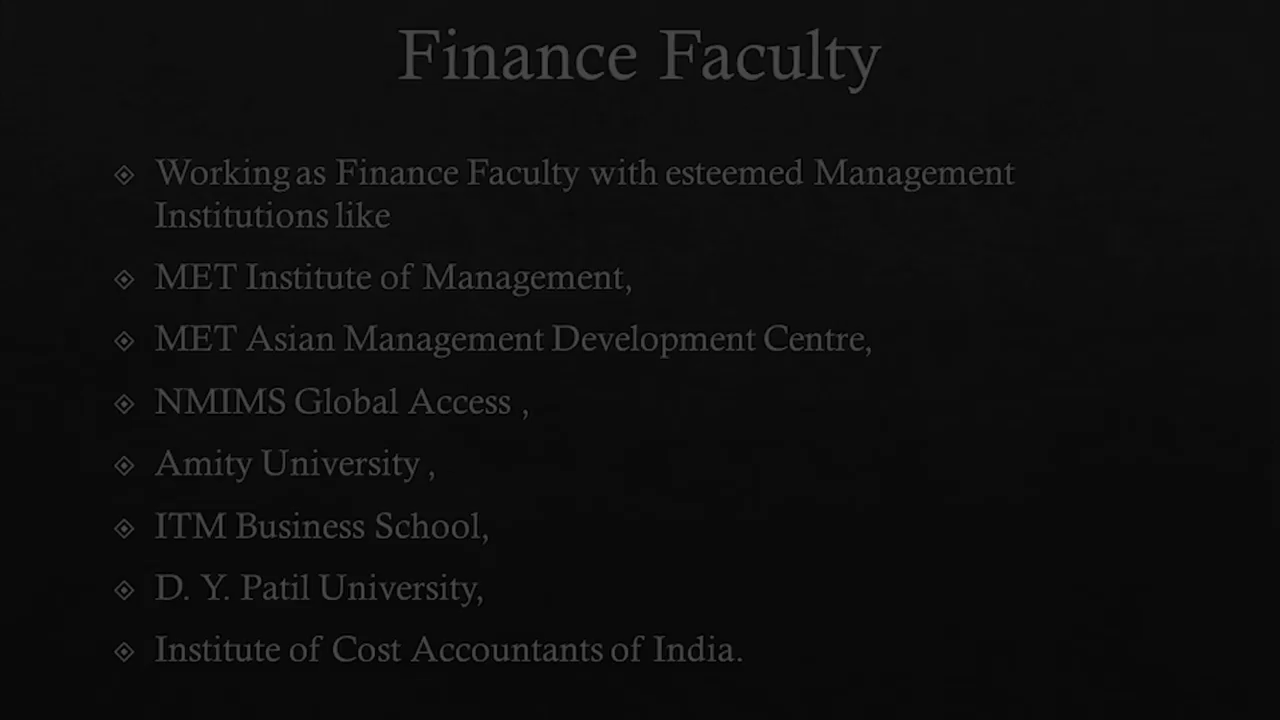 Finance Faculty
Working as Finance Faculty with esteemed Management
Institutions like
MET Institute of Management,
MET Asian Management Development Centre,
NMIMS Global Access ,
Amity University ,
ITM Business School,
D. Y. Patil University,
Institute of Cost Accountants of India.